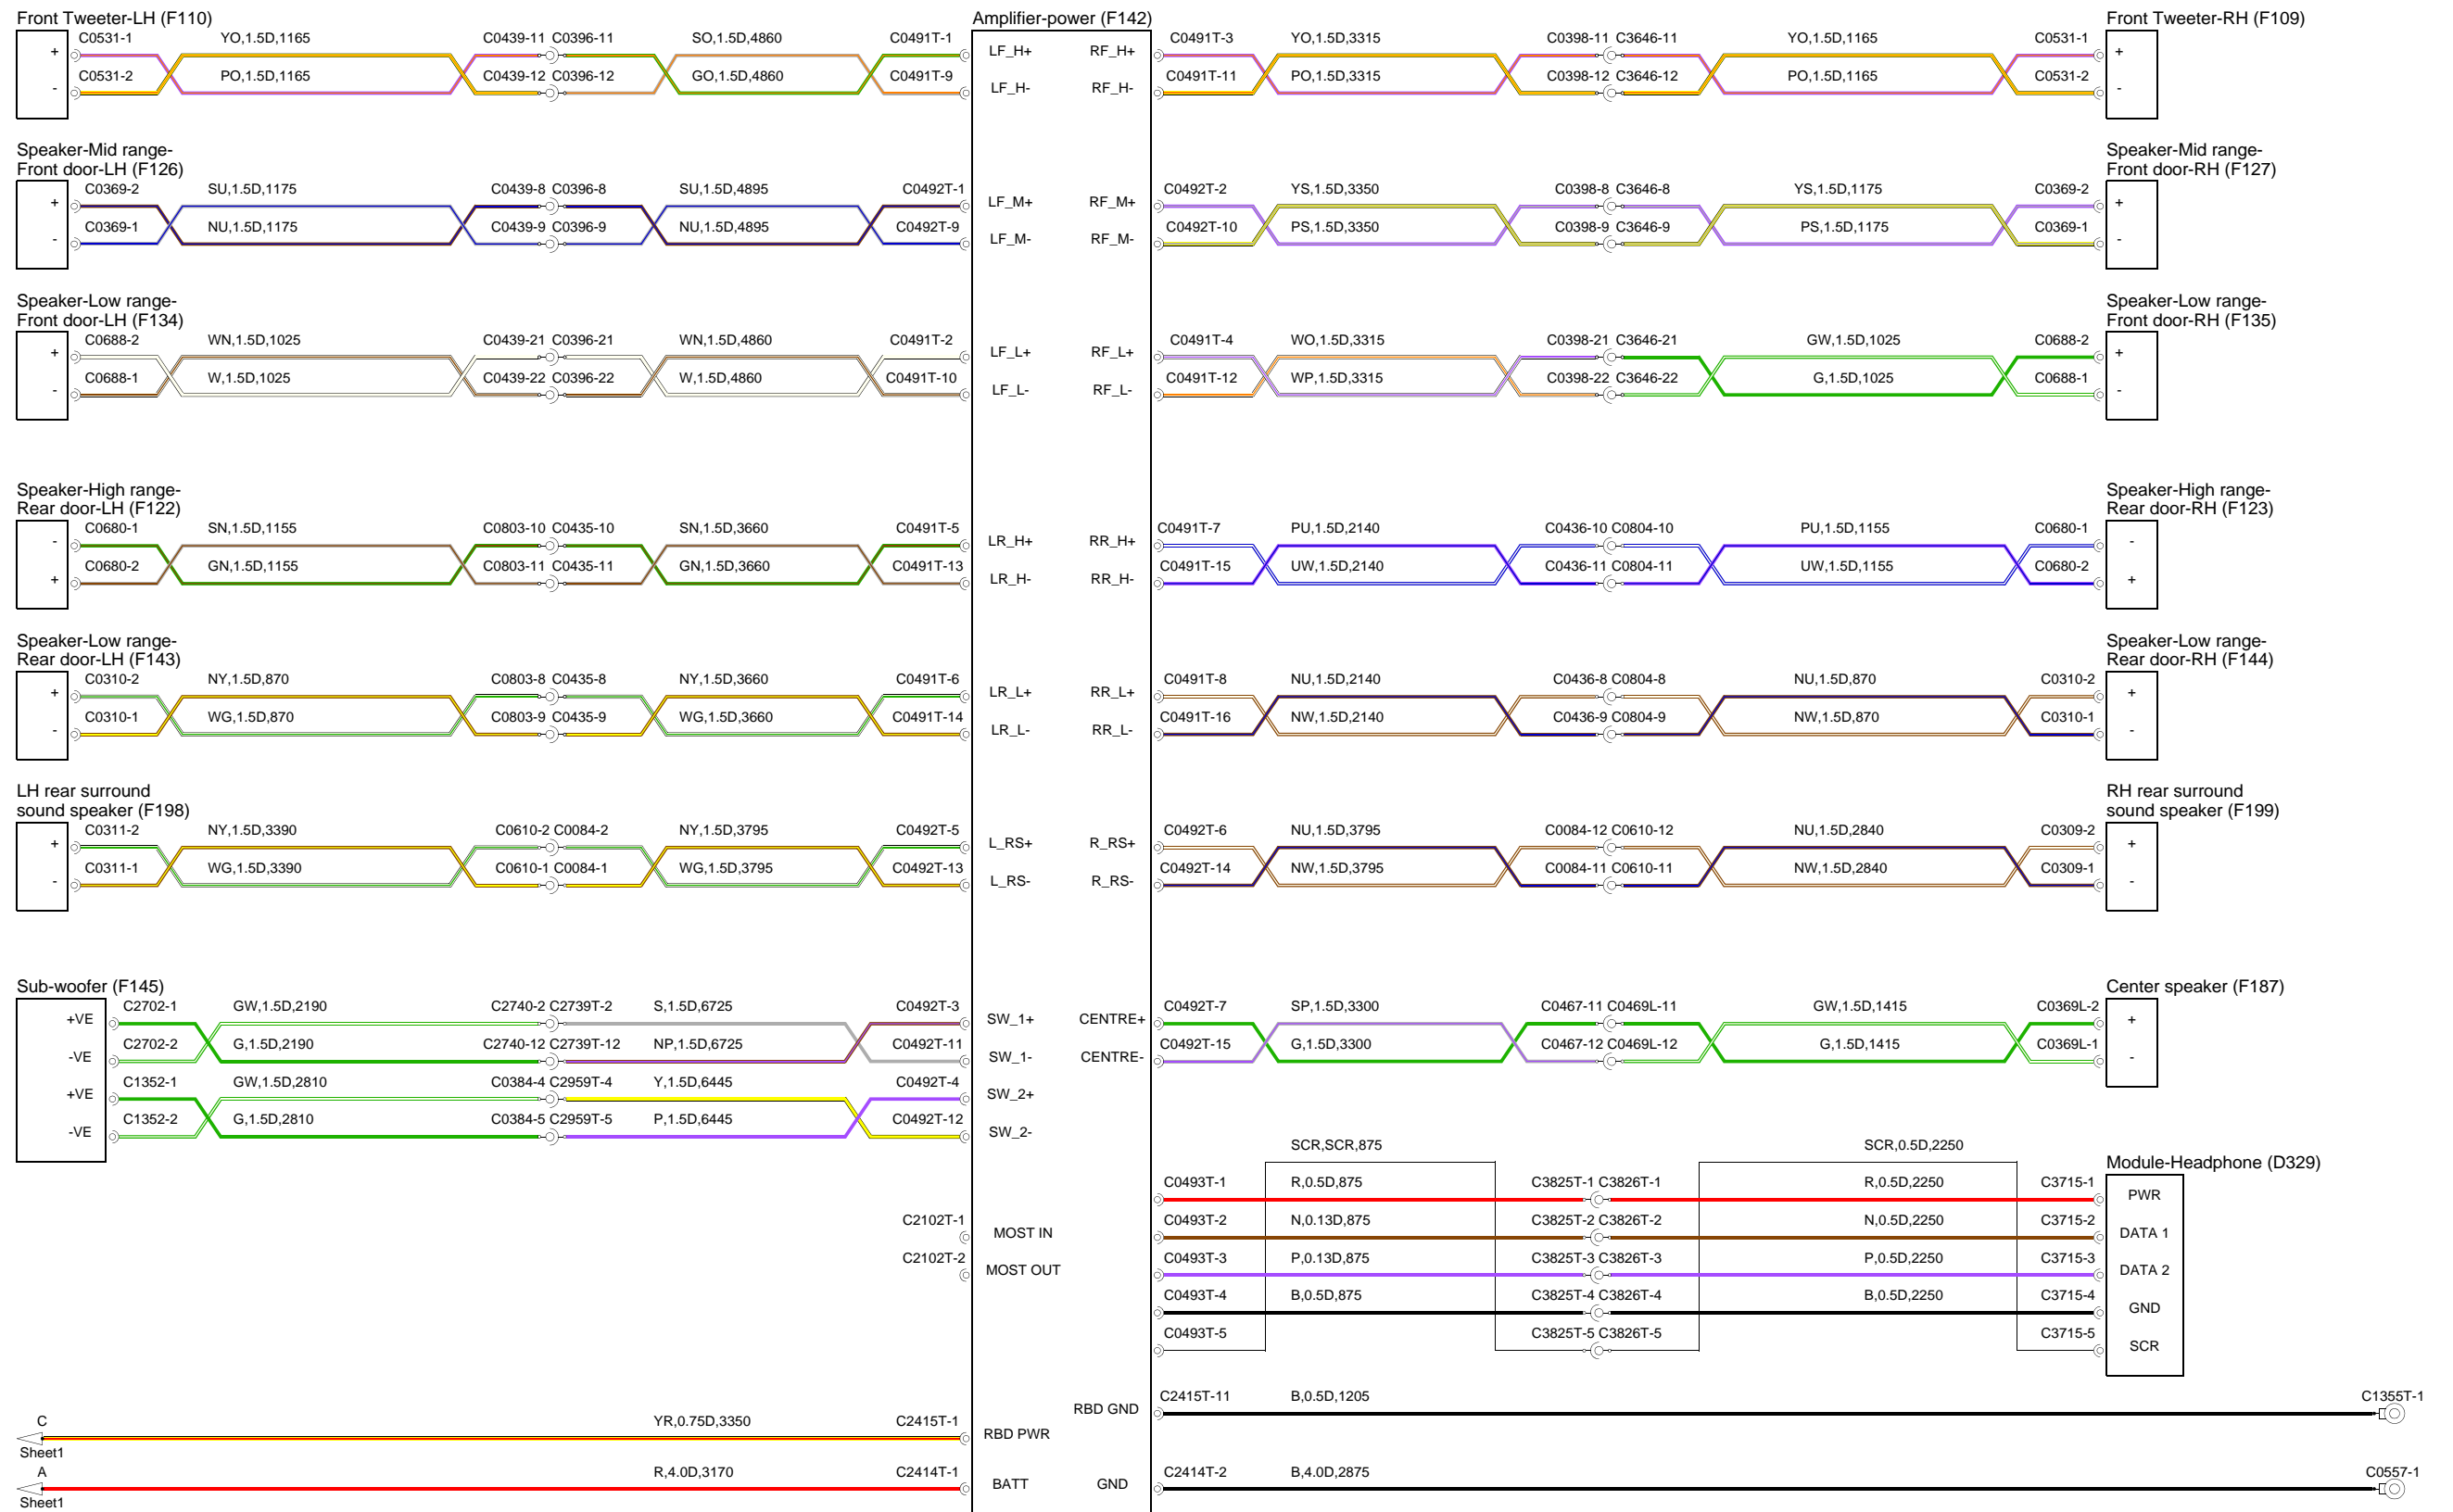 Front Tweeter-LH (F110)
Amplifier-power (F142)
Front Tweeter-RH (F109)
C0531-1 YO,1.5D,1165 C0439-11 C0396-11 SO,1.5D,4860 C0491T-1
+ LF_H+ RF_H+
C0491T-3 YO,1.5D,3315 C0398-11 C3646-11 YO,1.5D,1165 C0531-1 +
C0531-2 PO,1.5D,1165 C0439-12 C0396-12 GO,1.5D,4860 C0491T-9
- LF_H- RF_H-
C0491T-11 PO,1.5D,3315 C0398-12 C3646-12 PO,1.5D,1165 C0531-2 -
Speaker-Mid range-
Front door-LH (F126)
Speaker-Mid range-
Front door-RH (F127)
C0369-2 SU,1.5D,1175 C0439-8 C0396-8 SU,1.5D,4895 C0492T-1
+ LF_M+ RF_M+
C0492T-2 YS,1.5D,3350 C0398-8 C3646-8 YS,1.5D,1175 C0369-2 +
C0369-1 NU,1.5D,1175 C0439-9 C0396-9 NU,1.5D,4895 C0492T-9
- LF_M- RF_M-
C0492T-10 PS,1.5D,3350 C0398-9 C3646-9 PS,1.5D,1175 C0369-1 -
Speaker-Low range-
Front door-LH (F134)
Speaker-Low range-
Front door-RH (F135)
C0688-2 WN,1.5D,1025 C0439-21 C0396-21 WN,1.5D,4860 C0491T-2
+ LF_L+ RF_L+
C0491T-4 WO,1.5D,3315 C0398-21 C3646-21 GW,1.5D,1025 C0688-2 +
C0688-1 W,1.5D,1025 C0439-22 C0396-22 W,1.5D,4860 C0491T-10
- LF_L- RF_L-
C0491T-12 WP,1.5D,3315 C0398-22 C3646-22 G,1.5D,1025 C0688-1 -
Speaker-High range-
Rear door-LH (F122)
Speaker-High range-
Rear door-RH (F123)
C0680-1 SN,1.5D,1155 C0803-10 C0435-10 SN,1.5D,3660 C0491T-5
- LR_H+ RR_H+
C0491T-7 PU,1.5D,2140 C0436-10 C0804-10 PU,1.5D,1155 C0680-1 -
C0680-2 GN,1.5D,1155 C0803-11 C0435-11 GN,1.5D,3660 C0491T-13
+ LR_H- RR_H-
C0491T-15 UW,1.5D,2140 C0436-11 C0804-11 UW,1.5D,1155 C0680-2 +
Speaker-Low range-
Rear door-LH (F143)
Speaker-Low range-
Rear door-RH (F144)
C0310-2 NY,1.5D,870 C0803-8 C0435-8 NY,1.5D,3660 C0491T-6
+ LR_L+ RR_L+
C0491T-8 NU,1.5D,2140 C0436-8 C0804-8 NU,1.5D,870 C0310-2 +
C0310-1 WG,1.5D,870 C0803-9 C0435-9 WG,1.5D,3660 C0491T-14
- LR_L- RR_L-
C0491T-16 NW,1.5D,2140 C0436-9 C0804-9 NW,1.5D,870 C0310-1 -
LH rear surround
sound speaker (F198)
RH rear surround
sound speaker (F199)
C0311-2 NY,1.5D,3390 C0610-2 C0084-2 NY,1.5D,3795 C0492T-5
+ L_RS+ R_RS+
C0492T-6 NU,1.5D,3795 C0084-12 C0610-12 NU,1.5D,2840 C0309-2 +
C0311-1 WG,1.5D,3390 C0610-1 C0084-1 WG,1.5D,3795 C0492T-13
- L_RS- R_RS-
C0492T-14 NW,1.5D,3795 C0084-11 C0610-11 NW,1.5D,2840 C0309-1 -
Sub-woofer (F145)
Center speaker (F187)
C2702-1 GW,1.5D,2190 C2740-2 C2739T-2 S,1.5D,6725 C0492T-3
+VE SW_1+ CENTRE+
C0492T-7 SP,1.5D,3300 C0467-11 C0469L-11 GW,1.5D,1415 C0369L-2 +
C2702-2 G,1.5D,2190 C2740-12 C2739T-12 NP,1.5D,6725 C0492T-11
-VE SW_1- CENTRE-
C0492T-15 G,1.5D,3300 C0467-12 C0469L-12 G,1.5D,1415 C0369L-1 -
C1352-1 GW,1.5D,2810 C0384-4 C2959T-4 Y,1.5D,6445 C0492T-4
+VE SW_2+
C1352-2 G,1.5D,2810 C0384-5 C2959T-5 P,1.5D,6445 C0492T-12
-VE SW_2-
SCR,SCR,875 SCR,0.5D,2250
Module-Headphone (D329)
C0493T-1 R,0.5D,875 C3825T-1 C3826T-1 R,0.5D,2250 C3715-1 PWR
C2102T-1 MOST IN
C0493T-2 N,0.13D,875 C3825T-2 C3826T-2 N,0.5D,2250 C3715-2 DATA 1
C2102T-2 MOST OUT
C0493T-3 P,0.13D,875 C3825T-3 C3826T-3 P,0.5D,2250 C3715-3 DATA 2
C0493T-4 B,0.5D,875 C3825T-4 C3826T-4 B,0.5D,2250 C3715-4 GND
C0493T-5 C3825T-5 C3826T-5 C3715-5 SCR
RBD GND C2415T-11 B,0.5D,1205 C1355T-1
C YR,0.75D,3350 C2415T-1 RBD PWR
Sheet1
A R,4.0D,3170 C2414T-1 BATT GND C2414T-2 B,4.0D,2875 C0557-1
Sheet1